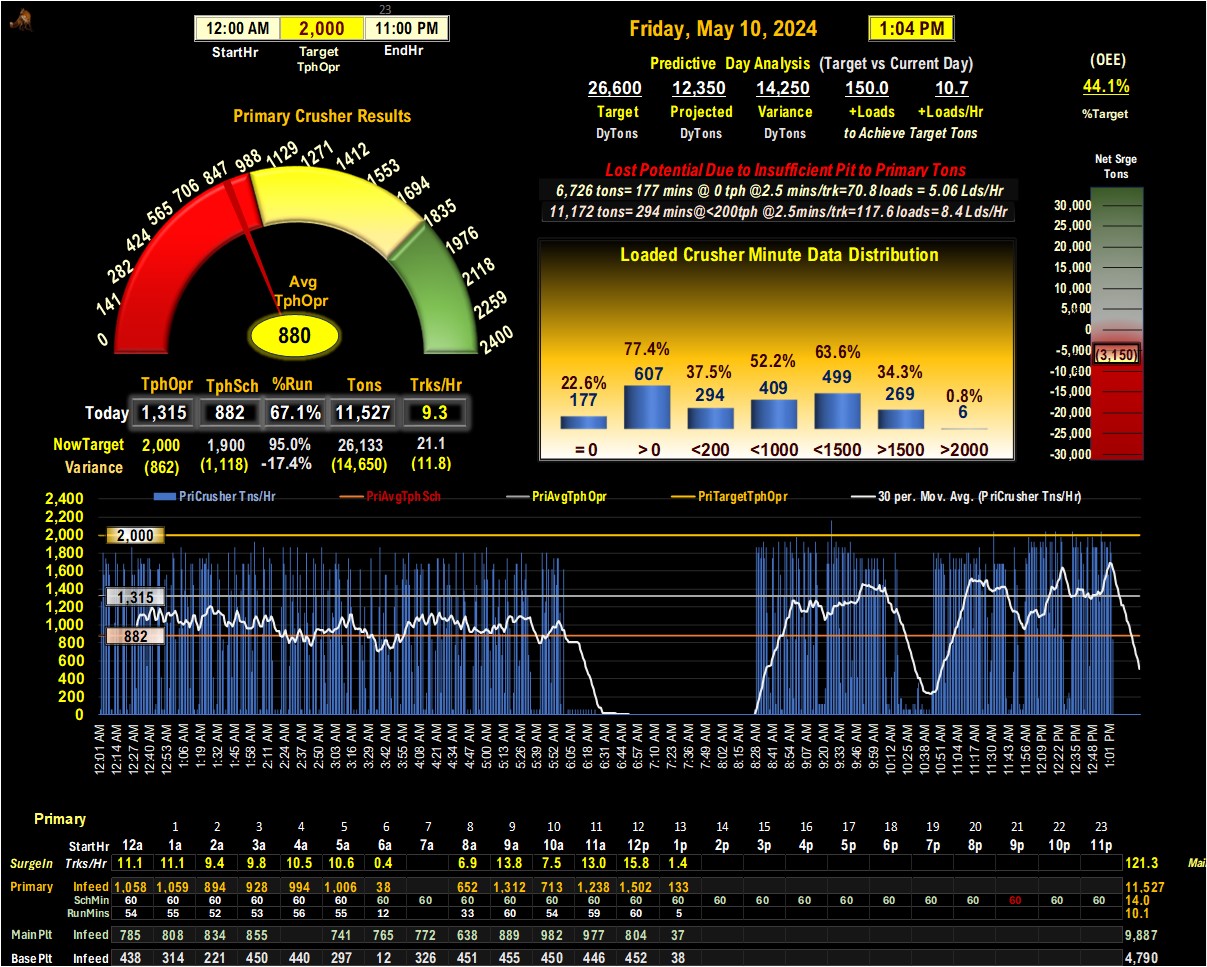 23
12:00 AM 2,000 11:00 PM
StartHr Target TphOpr EndHr
Friday, May 10, 2024 1:04 PM
Predictive Day Analysis (Target vs Current Day)
26,600 12,350 14,250 150.0 10.7
Target Projected Variance +Loads +Loads/Hr
DyTons DyTons DyTons to Achieve Target Tons
(OEE)
44.1%
%Target
Primary Crusher Results
0 141 282 424 565 706 847 988 1129 1271 1412 1553 1694 1835 1976 2118 2259 2400
Avg
TphOpr
880
Lost Potential Due to Insufficient Pit to Primary Tons
6,726 tons= 177 mins @ 0 tph @2.5 mins/trk=70.8 loads = 5.06 Lds/Hr
11,172 tons= 294 mins@<200tph @2.5mins/trk=117.6 loads= 8.4 Lds/Hr
Net Srge
Tons
30,000
25,000
20,000
15,000
10,000
5,000
0
-5,000
(3,150)
-10,000
-15,000
-20,000
-25,000
-30,000
Loaded Crusher Minute Data Distribution
22.6% 77.4% 37.5% 52.2% 63.6% 34.3% 0.8%
177 607 294 409 499 269 6
= 0 > 0 <200 <1000 <1500 >1500 >2000
TphOpr TphSch %Run Tons Trks/Hr
Today 1,315 882 67.1% 11,527 9.3
NowTarget 2,000 1,900 95.0% 26,133 21.1
Variance (862) (1,118) -17.4% (14,650) (11.8)
PriCrusher Tns/Hr PriAvgTphSch PriAvgTphOpr PriTargetTphOpr 30 per. Mov. Avg. (PriCrusher Tns/Hr)
2,400
2,200
2,000
1,800
1,600
1,400
1,200
1,000
800
600
400
200
0
2,000
1,315
882
12:01 AM 12:14 AM 12:27 AM 12:40 AM 12:53 AM 1:06 AM 1:19 AM 1:32 AM 1:45 AM 1:58 AM 2:11 AM 2:24 AM 2:37 AM 2:50 AM 3:03 AM 3:16 AM 3:29 AM 3:42 AM 3:55 AM 4:08 AM 4:21 AM 4:34 AM 4:47 AM 5:00 AM 5:13 AM 5:26 AM 5:39 AM 5:52 AM 6:05 AM 6:18 AM 6:31 AM 6:44 AM 6:57 AM 7:10 AM 7:23 AM 7:36 AM 7:49 AM 8:02 AM 8:15 AM 8:28 AM 8:41 AM 8:54 AM 9:07 AM 9:20 AM 9:33 AM 9:46 AM 9:59 AM 10:12 AM 10:25 AM 10:38 AM 10:51 AM 11:04 AM 11:17 AM 11:30 AM 11:43 AM 11:56 AM 12:09 PM 12:22 PM 12:35 PM 12:48 PM 1:01 PM
Primary
1 2 3 4 5 6 7 8 9 10 11 12 13 14 15 16 17 18 19 20 21 22 23
StartHr 12a 1a 2a 3a 4a 5a 6a 7a 8a 9a 10a 11a 12p 1p 2p 3p 4p 5p 6p 7p 8p 9p 10p 11p
SurgeIn Trks/Hr 11.1 11.1 9.4 9.8 10.5 10.6 0.4 6.9 13.8 7.5 13.0 15.8 1.4 121.3
Primary Infeed 1,058 1,059 894 928 994 1,006 38 652 1,312 713 1,238 1,502 133 11,527
SchMin 60 60 60 60 60 60 60 60 60 60 60 60 60 60 60 60 60 60 60 60 60 60 60 60 14.0
RunMins 54 55 52 53 56 55 12 33 60 54 59 60 5 10.1
MainPlt Infeed 785 808 834 855 741 765 772 638 889 982 977 804 37 9,887
BasePlt Infeed 438 314 221 450 440 297 12 326 451 455 450 446 452 38 4,790